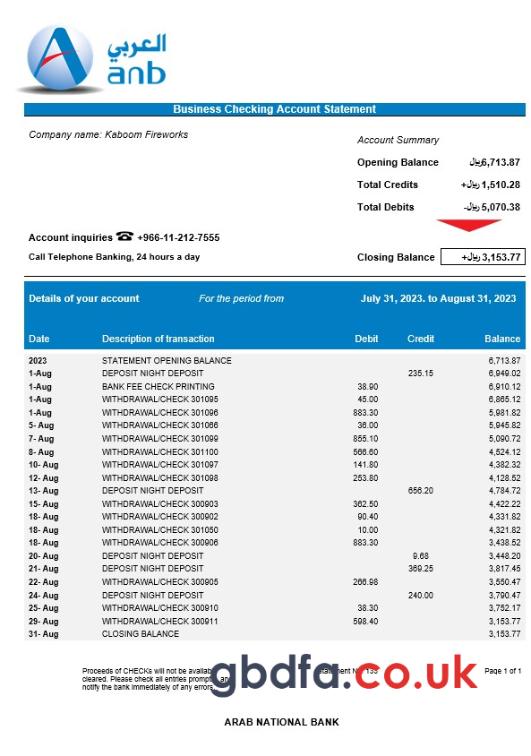 العربي
anb
Business Checking Account Statement
Company name: Kaboom Fireworks
Account Summary
Opening Balance ﷼6,713.87
Total Credits +﷼ 1,510.28
Total Debits -﷼ 5,070.38
Account inquiries ☎ +966-11-212-7555
Call Telephone Banking, 24 hours a day
Closing Balance +﷼ 3,153.77
Details of your account For the period from July 31, 2023. to August 31, 2023
Date Description of transaction Debit Credit Balance
2023 STATEMENT OPENING BALANCE 6,713.87
1-Aug DEPOSIT NIGHT DEPOSIT 235.15 6,949.02
1-Aug BANK FEE CHECK PRINTING 38.90 6,910.12
1-Aug WITHDRAWAL/CHECK 301095 45.00 6,865.12
1-Aug WITHDRAWAL/CHECK 301096 883.30 5,981.82
5- Aug WITHDRAWAL/CHECK 301066 36.00 5,945.82
7- Aug WITHDRAWAL/CHECK 301099 855.10 5,090.72
8- Aug WITHDRAWAL/CHECK 301100 566.60 4,524.12
10- Aug WITHDRAWAL/CHECK 301097 141.80 4,382.32
12- Aug WITHDRAWAL/CHECK 301098 253.80 4,128.52
13- Aug DEPOSIT NIGHT DEPOSIT 656.20 4,784.72
15- Aug WITHDRAWAL/CHECK 300903 362.50 4,422.22
18- Aug WITHDRAWAL/CHECK 300902 90.40 4,331.82
18- Aug WITHDRAWAL/CHECK 301050 10.00 4,321.82
18- Aug WITHDRAWAL/CHECK 300906 883.30 3,438.52
20- Aug DEPOSIT NIGHT DEPOSIT 9.68 3,448.20
21- Aug DEPOSIT NIGHT DEPOSIT 369.25 3,817.45
22- Aug WITHDRAWAL/CHECK 300905 266.98 3,550.47
24- Aug DEPOSIT NIGHT DEPOSIT 240.00 3,790.47
25- Aug WITHDRAWAL/CHECK 300910 38.30 3,752.17
29- Aug WITHDRAWAL/CHECK 300911 598.40 3,153.77
31- Aug CLOSING BALANCE 3,153.77
Proceeds of CHECKs will not be available
cleared. Please check all entries and
notify the bank immediately of any errors.
Page 1 of 1
gbdfa.co.uk
ARAB NATIONAL BANK